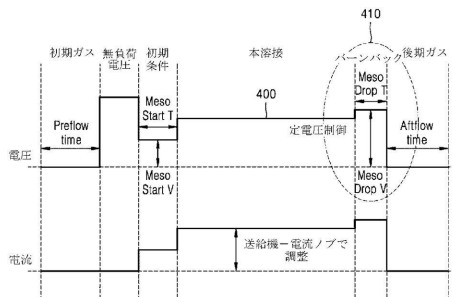 410
初期ガス
無負荷
電圧
初期
条件
本溶接
バーンバック
後期ガス
400
Meso
Start T
Meso
Drop T
Preflow
time
定電圧制御
Aftflow
time
電圧
Meso
Start V
Meso
Drop V
電流
送給機-電流ノブで
調整